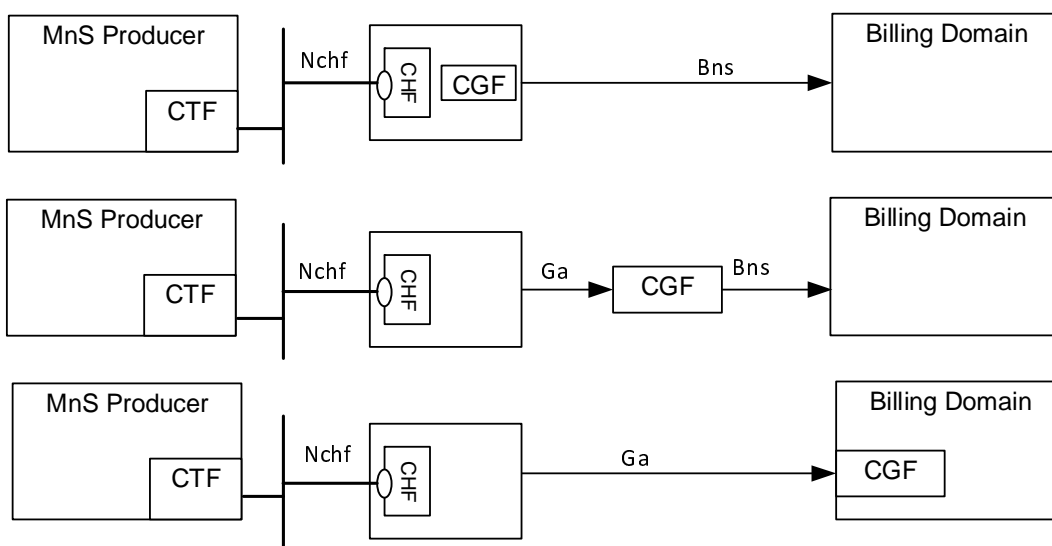 MnS Producer
CTF
Nchf
CHF
CGF
Bns
Billing Domain
MnS Producer
CTF
Nchf
CHF
Ga
CGF
Bns
Billing Domain
MnS Producer
CTF
Nchf
CHF
Ga
Billing Domain
CGF